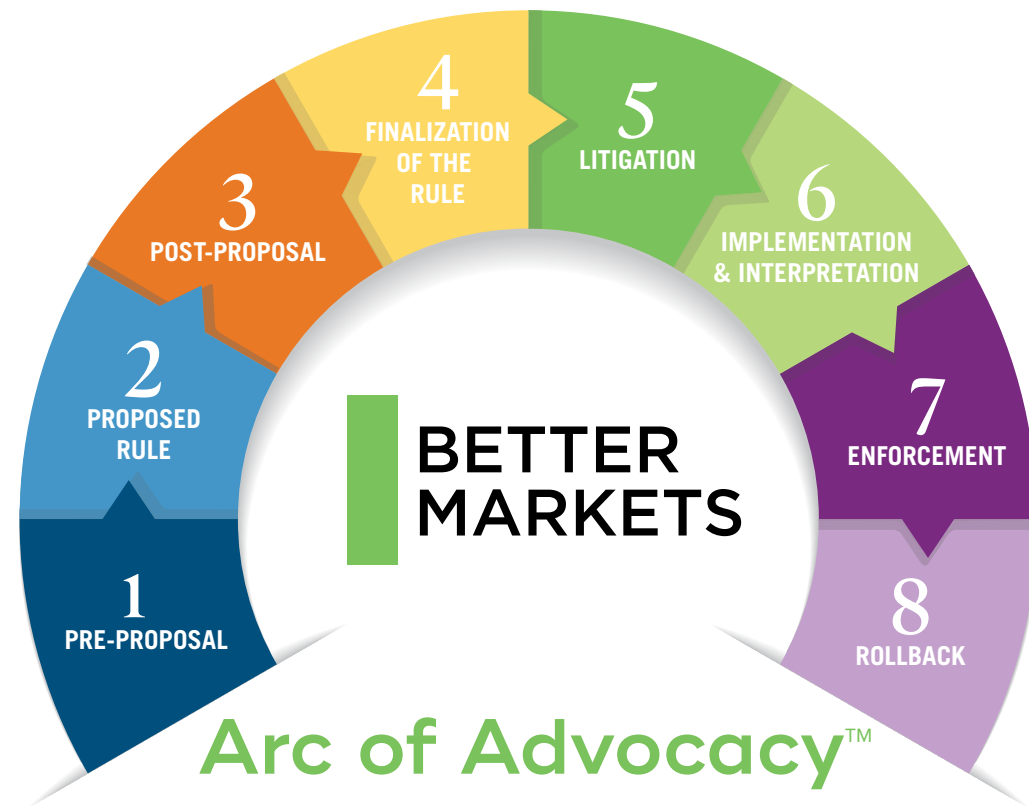 1
PRE-PROPOSAL
2
PROPOSED
RULE
3
POST-PROPOSAL
4
FINALIZATION
OF THE
RULE
5
LITIGATION
6
IMPLEMENTATION
& INTERPRETATION
7
ENFORCEMENT
8
ROLLBACK
BETTER
MARKETS
Arc of Advocacy™